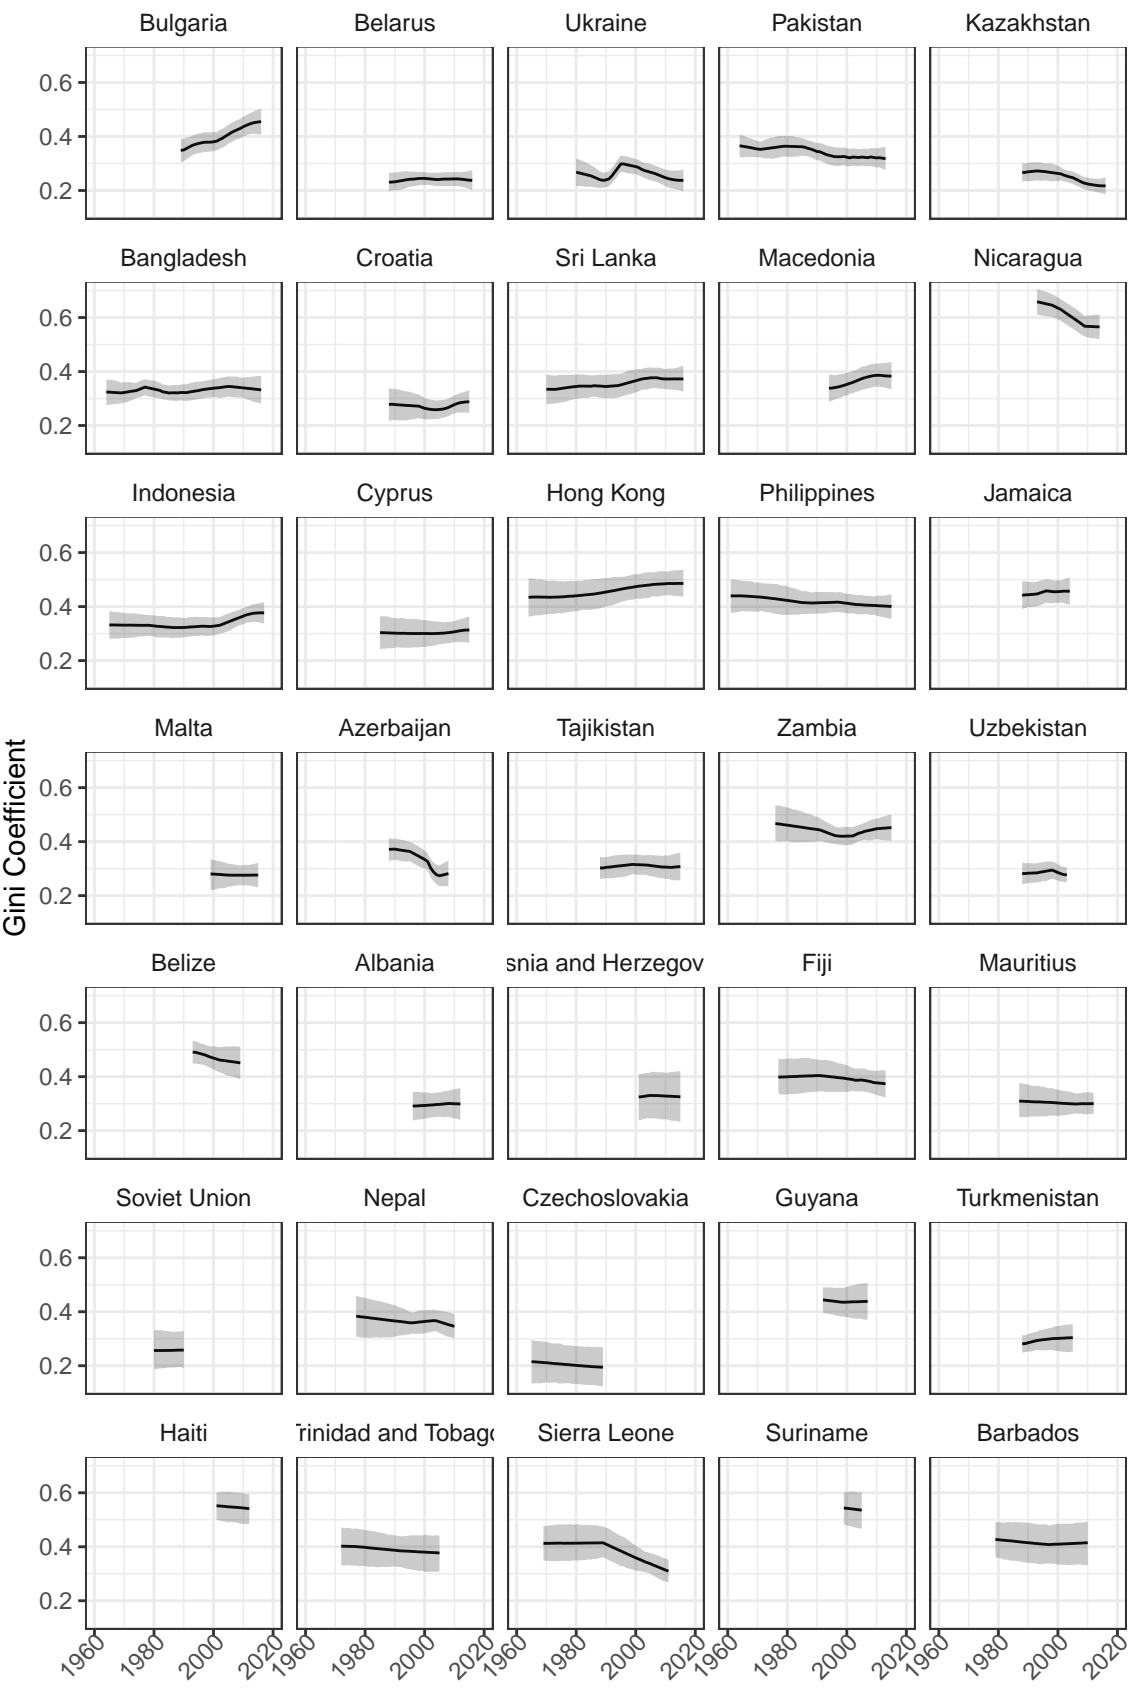 Bulgaria Belarus Ukraine Pakistan Kazakhstan
0.6
0.4
0.2
Bangladesh Croatia Sri Lanka Macedonia Nicaragua
0.6
0.4
0.2
Indonesia Cyprus Hong Kong Philippines Jamaica
0.6
0.4
0.2
Malta Azerbaijan Tajikistan Zambia Uzbekistan
0.6
0.4
0.2
Gini Coefficient
Belize Albania snia and Herzegov Fiji Mauritius
0.6
0.4
0.2
Soviet Union Nepal Czechoslovakia Guyana Turkmenistan
0.6
0.4
0.2
Haiti Trinidad and Tobago Sierra Leone Suriname Barbados
0.6
0.4
0.2
1960 1980 2000 2020 1960 1980 2000 2020 1960 1980 2000 2020 1960 1980 2000 2020 1960 1980 2000 2020